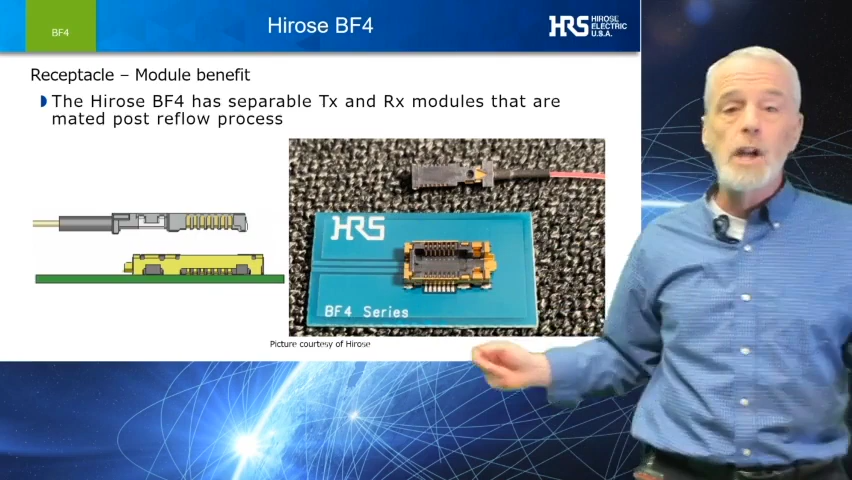 BF4
Hirose BF4
HRS HIROSE
ELECTRIC
U.S.A.
Receptacle – Module benefit
The Hirose BF4 has separable Tx and Rx modules that are
mated post reflow process
HRS
BF4 Series
Picture courtesy of Hirose